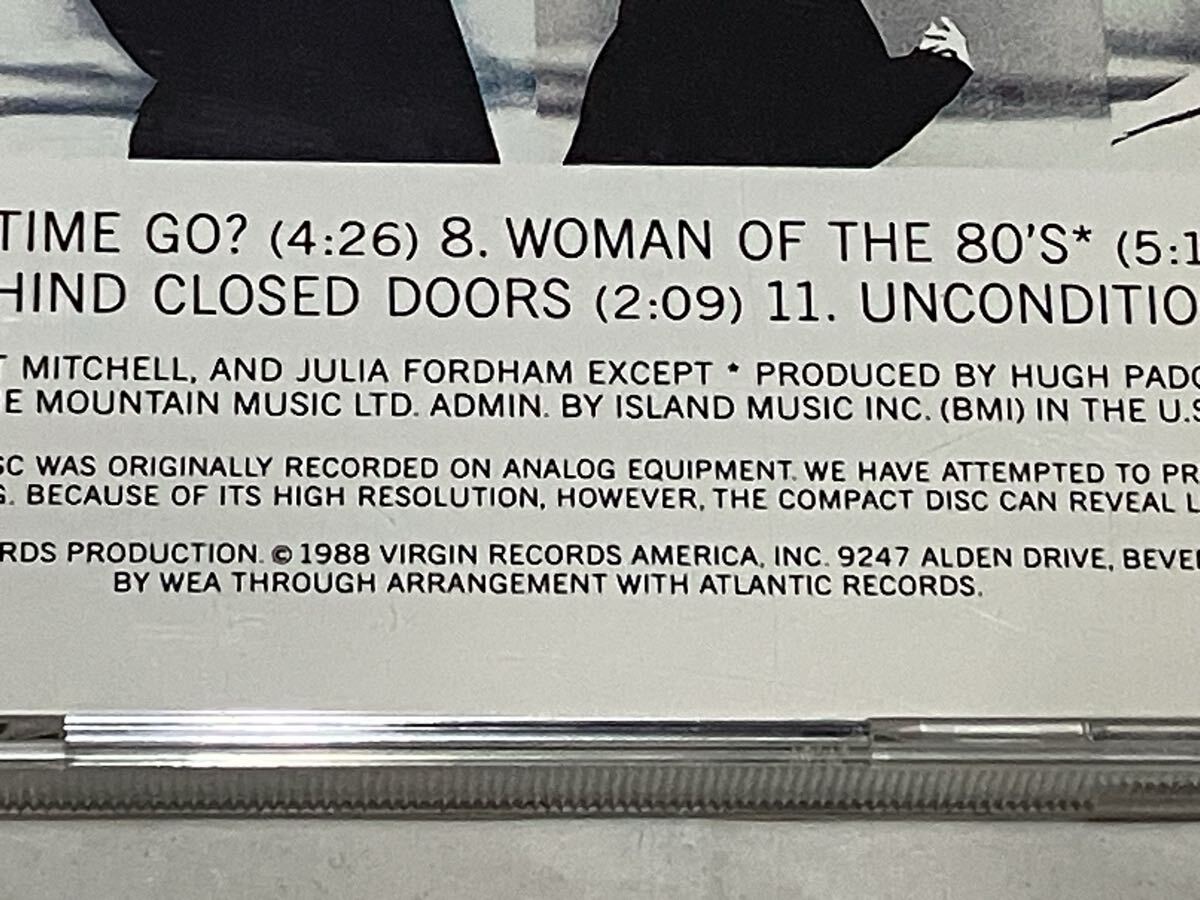 TIME GO? (4:26) 8. WOMAN OF THE 80'S* (5:1
HIND CLOSED DOORS (2:09) 11. UNCONDITIO
T MITCHELL, AND JULIA FORDHAM EXCEPT * PRODUCED BY HUGH PADG
E MOUNTAIN MUSIC LTD. ADMIN. BY ISLAND MUSIC INC. (BMI) IN THE U.S
SC WAS ORIGINALLY RECORDED ON ANALOG EQUIPMENT. WE HAVE ATTEMPTED TO PR
G. BECAUSE OF ITS HIGH RESOLUTION, HOWEVER, THE COMPACT DISC CAN REVEAL L
RDS PRODUCTION. © 1988 VIRGIN RECORDS AMERICA, INC. 9247 ALDEN DRIVE, BEVE
BY WEA THROUGH ARRANGEMENT WITH ATLANTIC RECORDS.